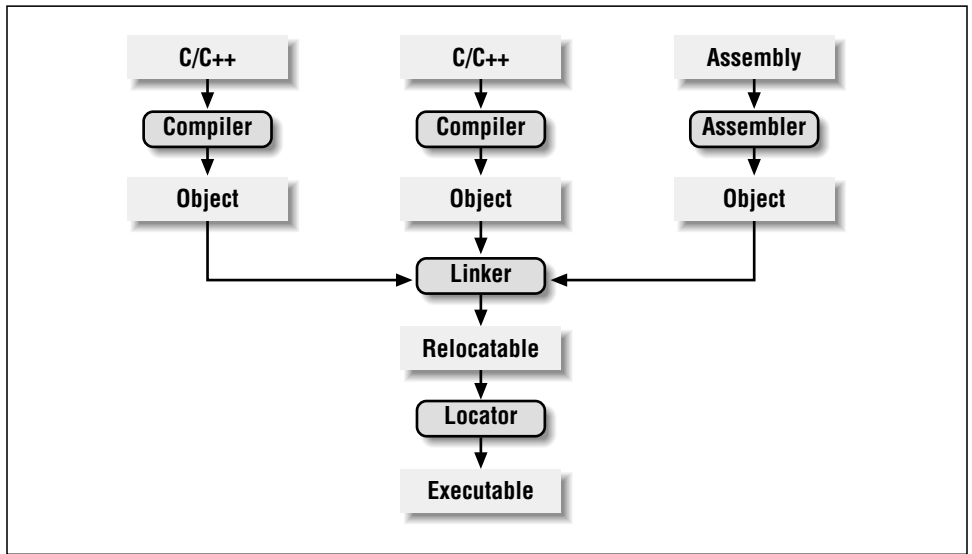 C/C++
C/C++
Assembly
Compiler
Compiler
Assembler
Object
Object
Object
Linker
Relocatable
Locator
Executable